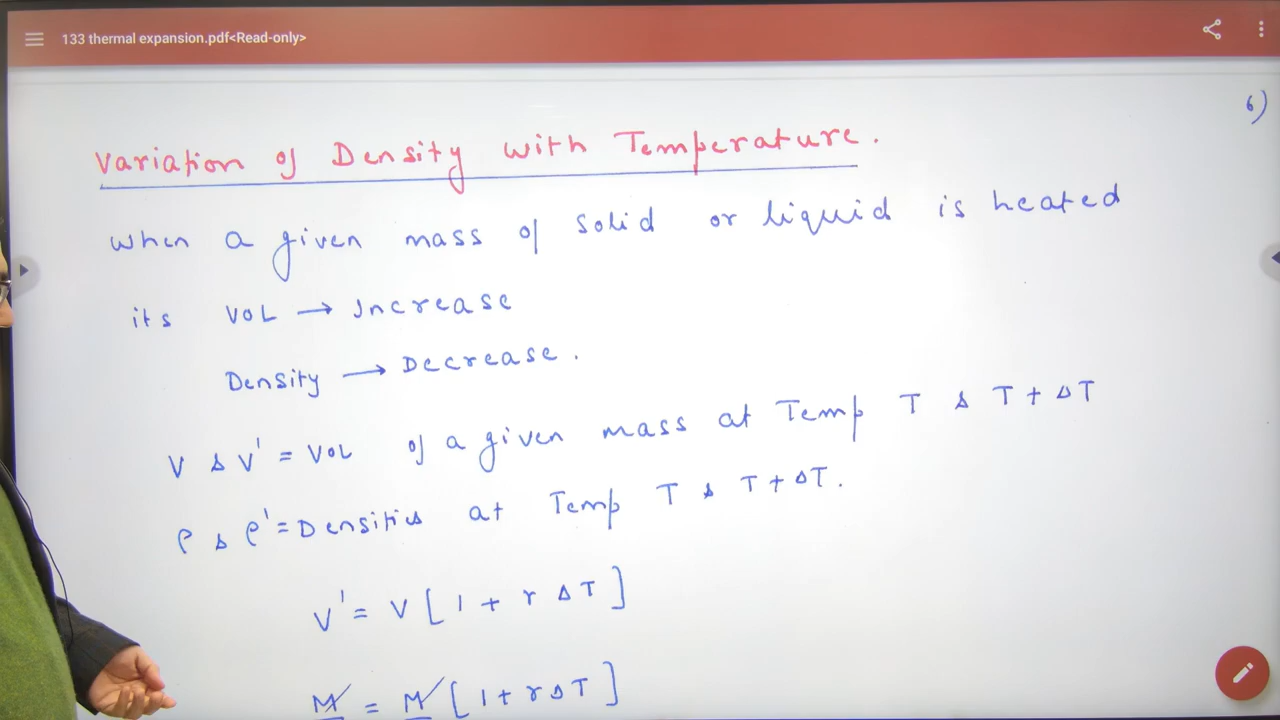 133 thermal expansion.pdf<Read-only>
6)
Variation of Density with Temperature.
When a given mass of solid or liquid is heated
its VOL → Increase
Density → Decrease.
V & V' = VOL of a given mass at Temp T & T + ΔT
ρ & ρ' = Densities at Temp T & T + ΔT.
V' = V [ 1 + r ΔT ]
M = M [ 1 + r ΔT ]